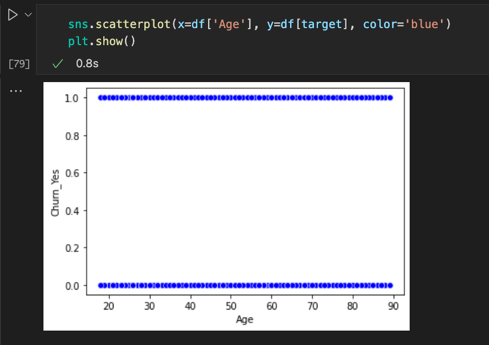 sns.scatterplot(x=df['Age'], y=df[target], color='blue')
plt.show()
[79]
0.8s
...
1.0
0.8
0.6
0.4
0.2
0.0
Churn_Yes
20 30 40 50 60 70 80 90
Age